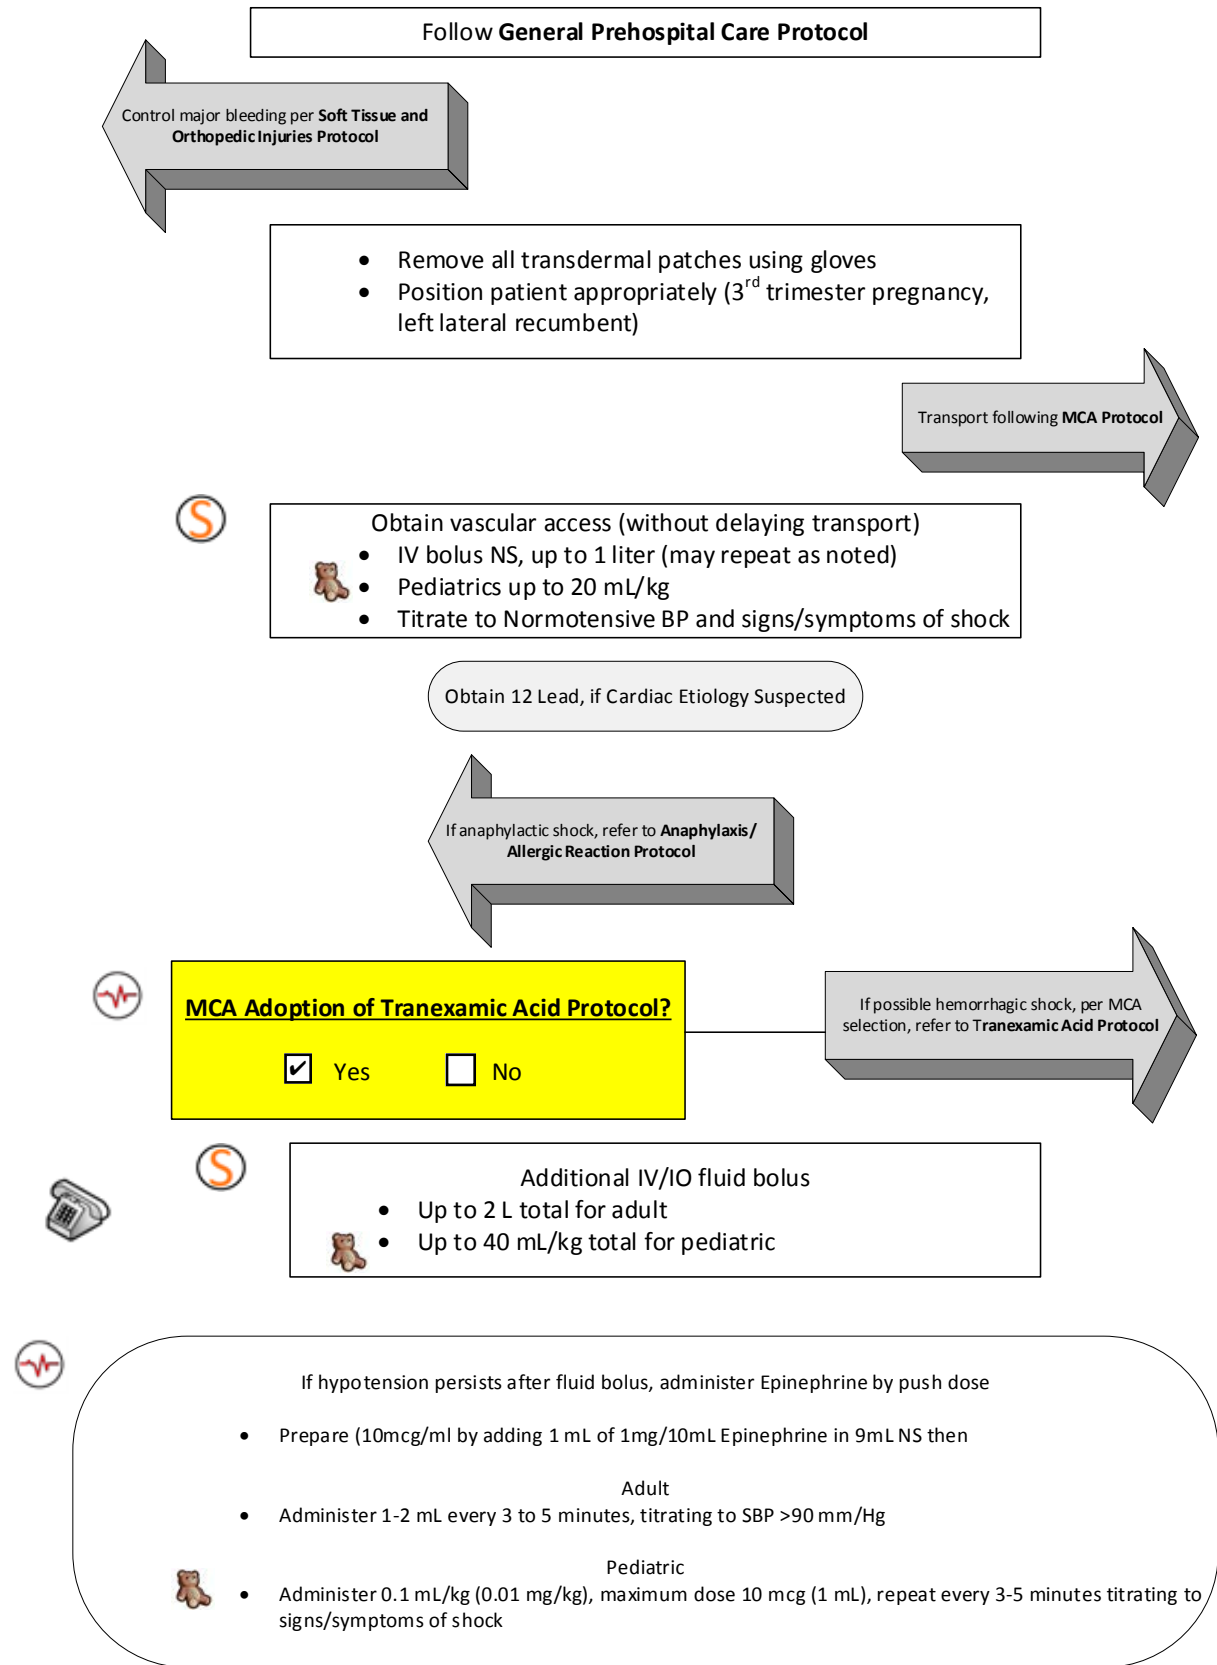 Follow General Prehospital Care Protocol
Control major bleeding per Soft Tissue and
Orthopedic Injuries Protocol
• Remove all transdermal patches using gloves
• Position patient appropriately (3rd trimester pregnancy,
left lateral recumbent)
Transport following MCA Protocol
S
Obtain vascular access (without delaying transport)
• IV bolus NS, up to 1 liter (may repeat as noted)
• Pediatrics up to 20 mL/kg
• Titrate to Normotensive BP and signs/symptoms of shock
Obtain 12 Lead, if Cardiac Etiology Suspected
If anaphylactic shock, refer to Anaphylaxis/
Allergic Reaction Protocol
MCA Adoption of Tranexamic Acid Protocol?
✔ Yes No
If possible hemorrhagic shock, per MCA
selection, refer to Tranexamic Acid Protocol
S
Additional IV/IO fluid bolus
• Up to 2 L total for adult
• Up to 40 mL/kg total for pediatric
If hypotension persists after fluid bolus, administer Epinephrine by push dose
• Prepare (10mcg/ml by adding 1 mL of 1mg/10mL Epinephrine in 9mL NS then
Adult
• Administer 1-2 mL every 3 to 5 minutes, titrating to SBP >90 mm/Hg
Pediatric
• Administer 0.1 mL/kg (0.01 mg/kg), maximum dose 10 mcg (1 mL), repeat every 3-5 minutes titrating to
signs/symptoms of shock